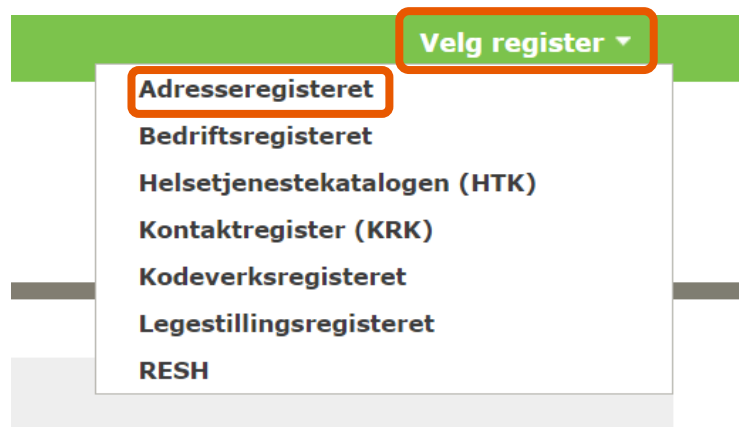 Velg register
Adresseregisteret
Bedriftsregisteret
Helsetjenestekatalogen (HTK)
Kontaktregister (KRK)
Kodeverksregisteret
Legestillingsregisteret
RESH